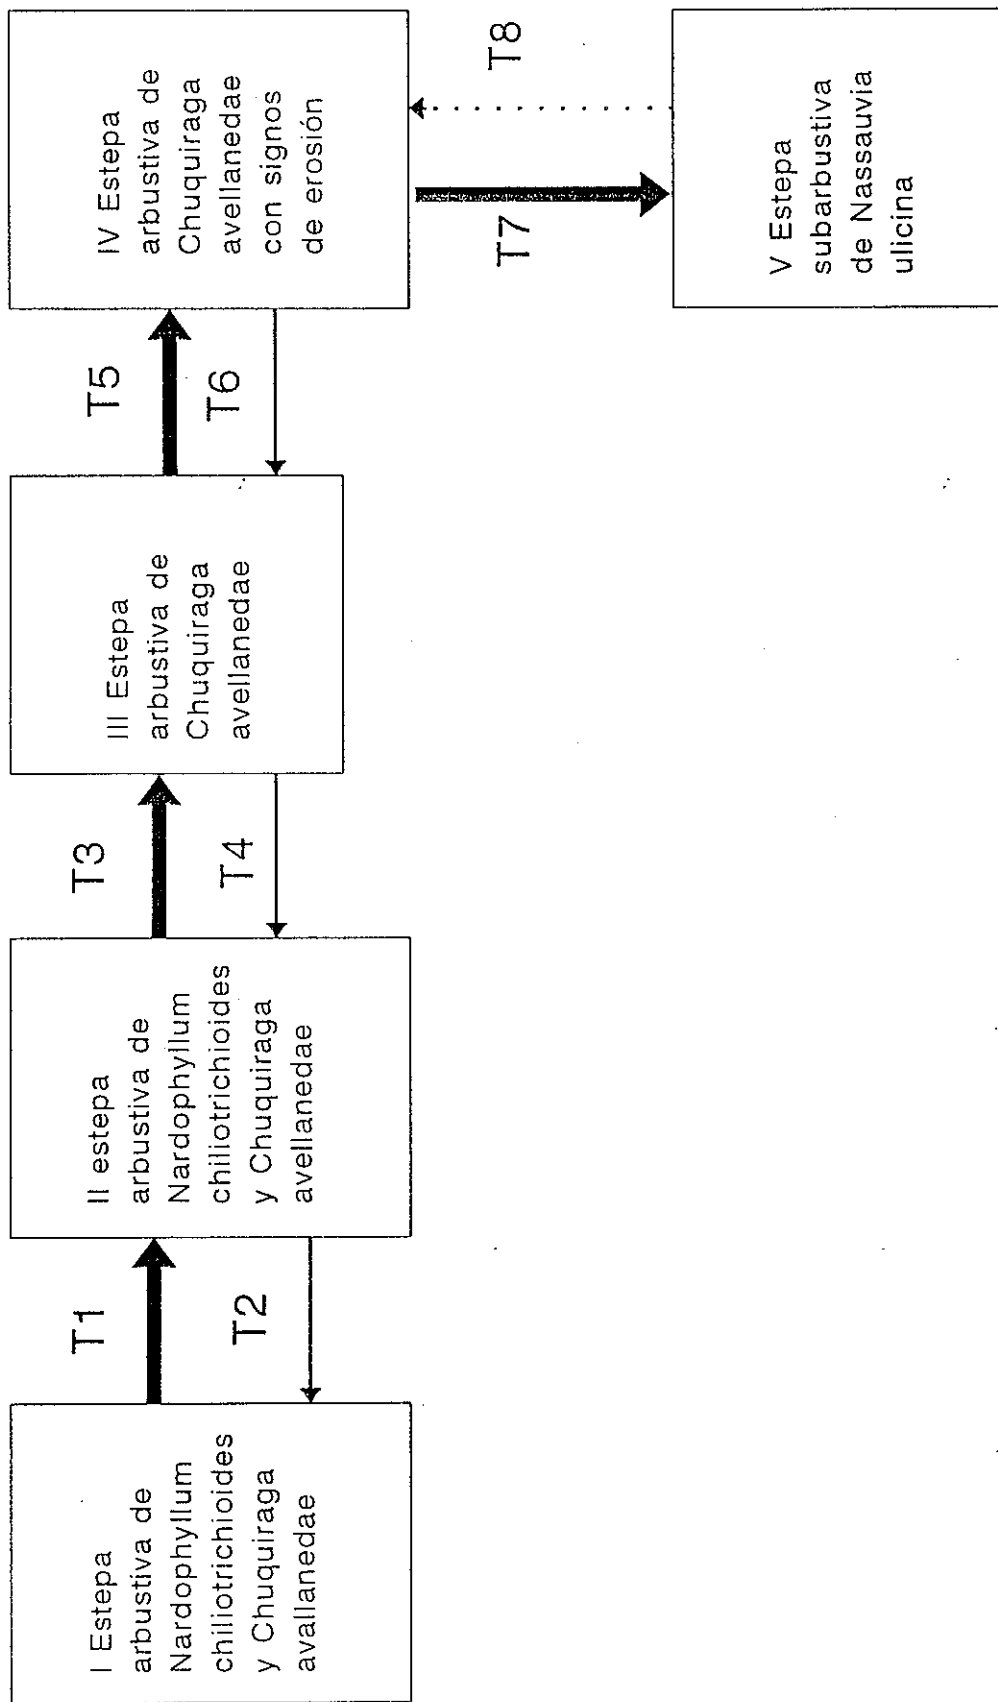 I Estepa
arbustiva de
Nardophyllum
chiliotrichioides
y Chuquiraga
avallanedae
T1
T2
II estepa
arbustiva de
Nardophyllum
chiliotrichioides
y Chuquiraga
avellanedae
T3
T4
III Estepa
arbustiva de
Chuquiraga
avellanedae
T5
T6
IV Estepa
arbustiva de
Chuquiraga
avellanedae
con signos
de erosión
T7
T8
V Estepa
subarbustiva
de Nassauvia
ulicina